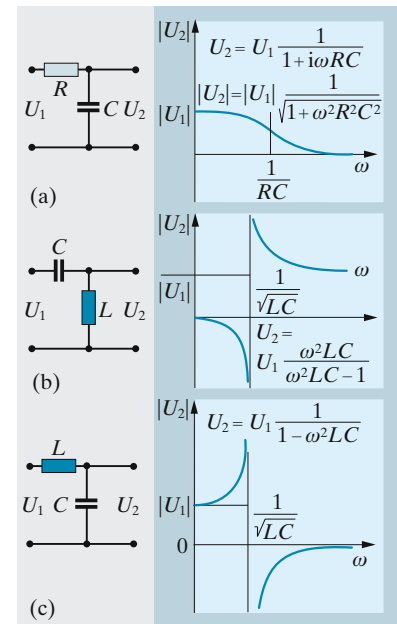 |U₂|
U₂ = U₁ 1/(1 + iωRC)
R
U₁ C U₂
|U₂| = |U₁| 1/√(1 + ω²R²C²)
|U₁|
1/(RC)
ω
(a)
|U₂|
C
ω
U₁ L U₂
|U₁|
1/√(LC)
U₂ =
U₁ ω²LC/(ω²LC − 1)
(b)
|U₂|
U₂ = U₁ 1/(1 − ω²LC)
L
U₁ C U₂
|U₁|
1/√(LC)
0
ω
(c)